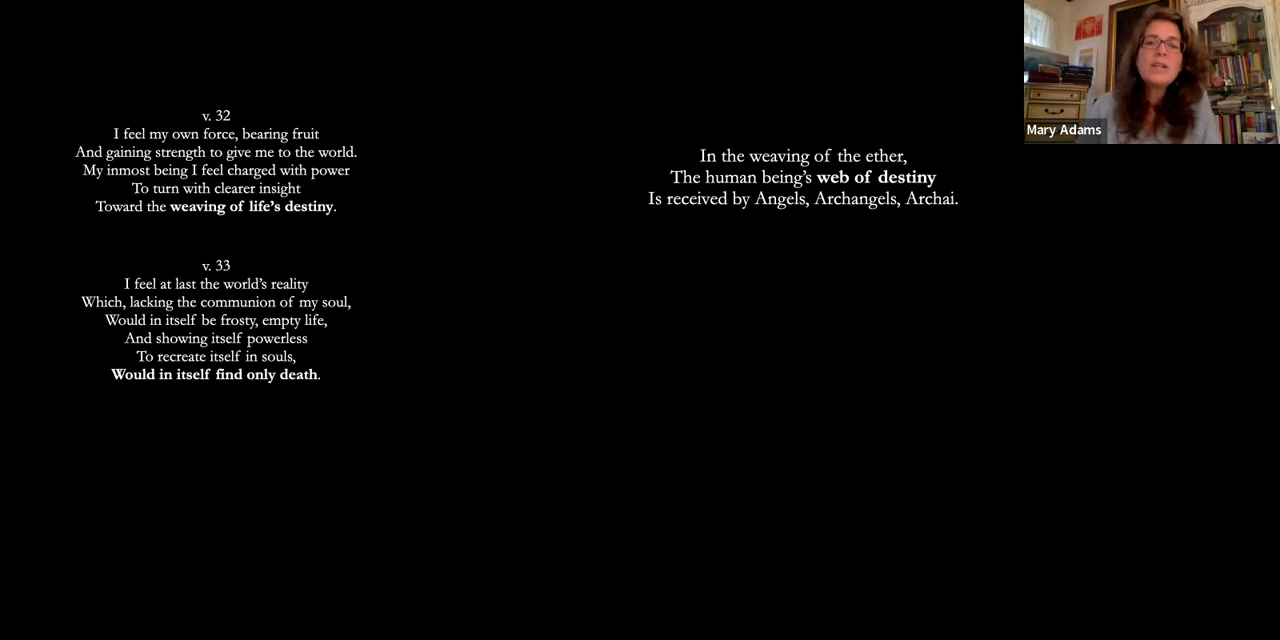 v. 32
I feel my own force, bearing fruit
And gaining strength to give me to the world.
My inmost being I feel charged with power
To turn with clearer insight
Toward the weaving of life’s destiny.
v. 33
I feel at last the world’s reality
Which, lacking the communion of my soul,
Would in itself be frosty, empty life,
And showing itself powerless
To recreate itself in souls,
Would in itself find only death.
In the weaving of the ether,
The human being’s web of destiny
Is received by Angels, Archangels, Archai.
Mary Adams